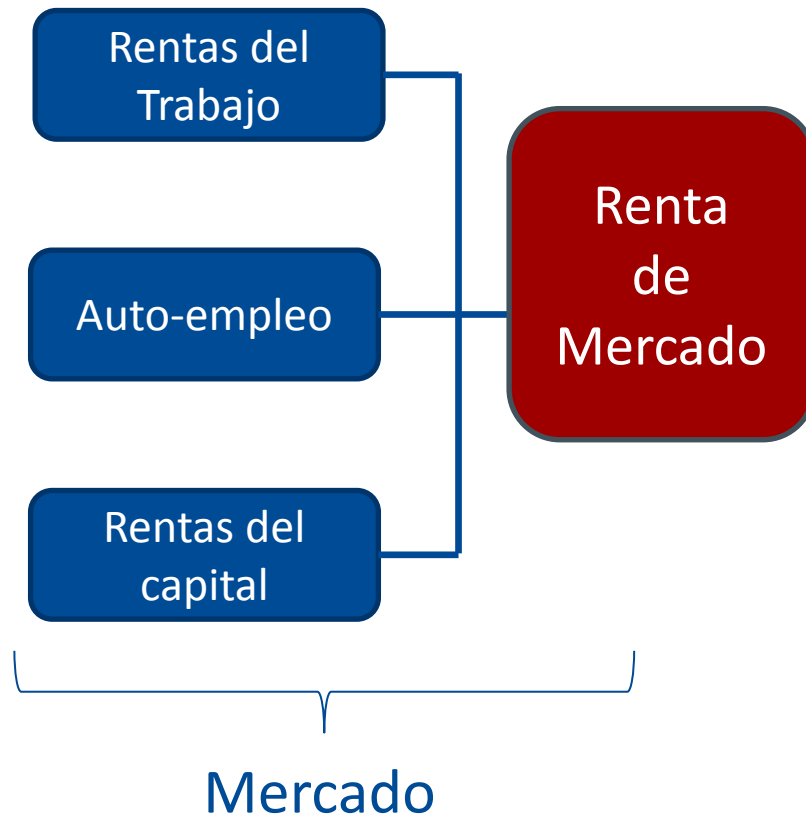 Rentas del
Trabajo
Auto-empleo
Rentas del
capital
Renta
de
Mercado
Mercado